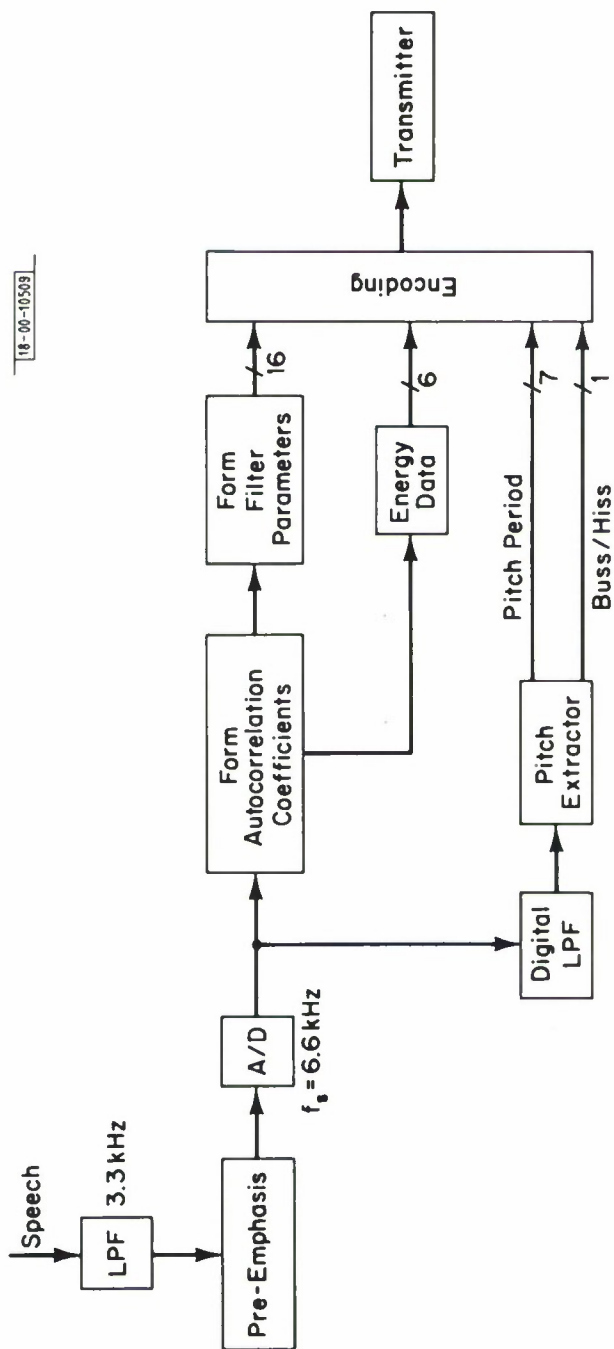 18-00-10509
Speech
LPF
3.3 kHz
Pre-Emphasis
A/D
fs = 6.6 kHz
Form
Autocorrelation
Coefficients
Form
Filter
Parameters
16
Energy
Data
6
Digital
LPF
Pitch
Extractor
Pitch Period
7
Buss/Hiss
1
Encoding
Transmitter